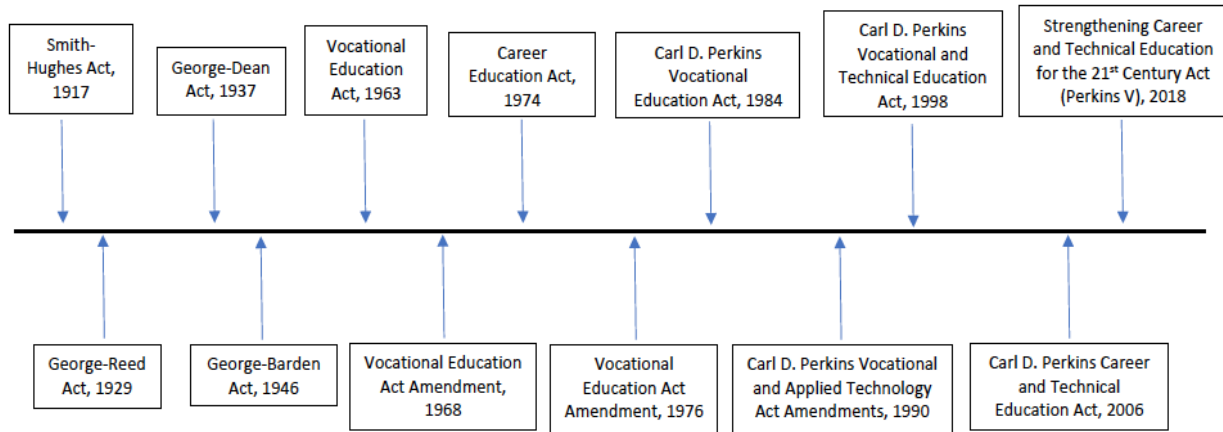 Smith-
Hughes Act,
1917
George-Dean
Act, 1937
Vocational
Education
Act, 1963
Career
Education Act,
1974
Carl D. Perkins
Vocational
Education Act, 1984
Carl D. Perkins
Vocational and
Technical Education
Act, 1998
Strengthening Career
and Technical Education
for the 21st Century Act
(Perkins V), 2018
George-Reed
Act, 1929
George-Barden
Act, 1946
Vocational Education
Act Amendment,
1968
Vocational
Education Act
Amendment, 1976
Carl D. Perkins Vocational
and Applied Technology
Act Amendments, 1990
Carl D. Perkins Career
and Technical
Education Act, 2006